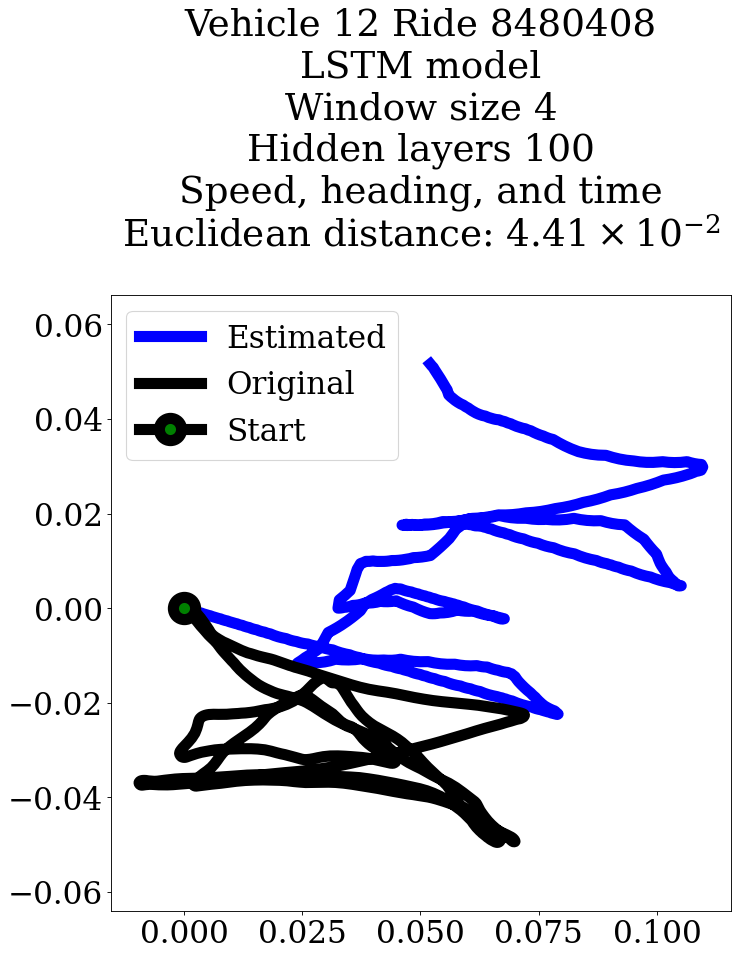 Vehicle 12 Ride 8480408
LSTM model
Window size 4
Hidden layers 100
Speed, heading, and time
Euclidean distance: 4.41 × 10⁻²
Estimated
Original
Start
0.06
0.04
0.02
0.00
−0.02
−0.04
−0.06
0.000 0.025 0.050 0.075 0.100